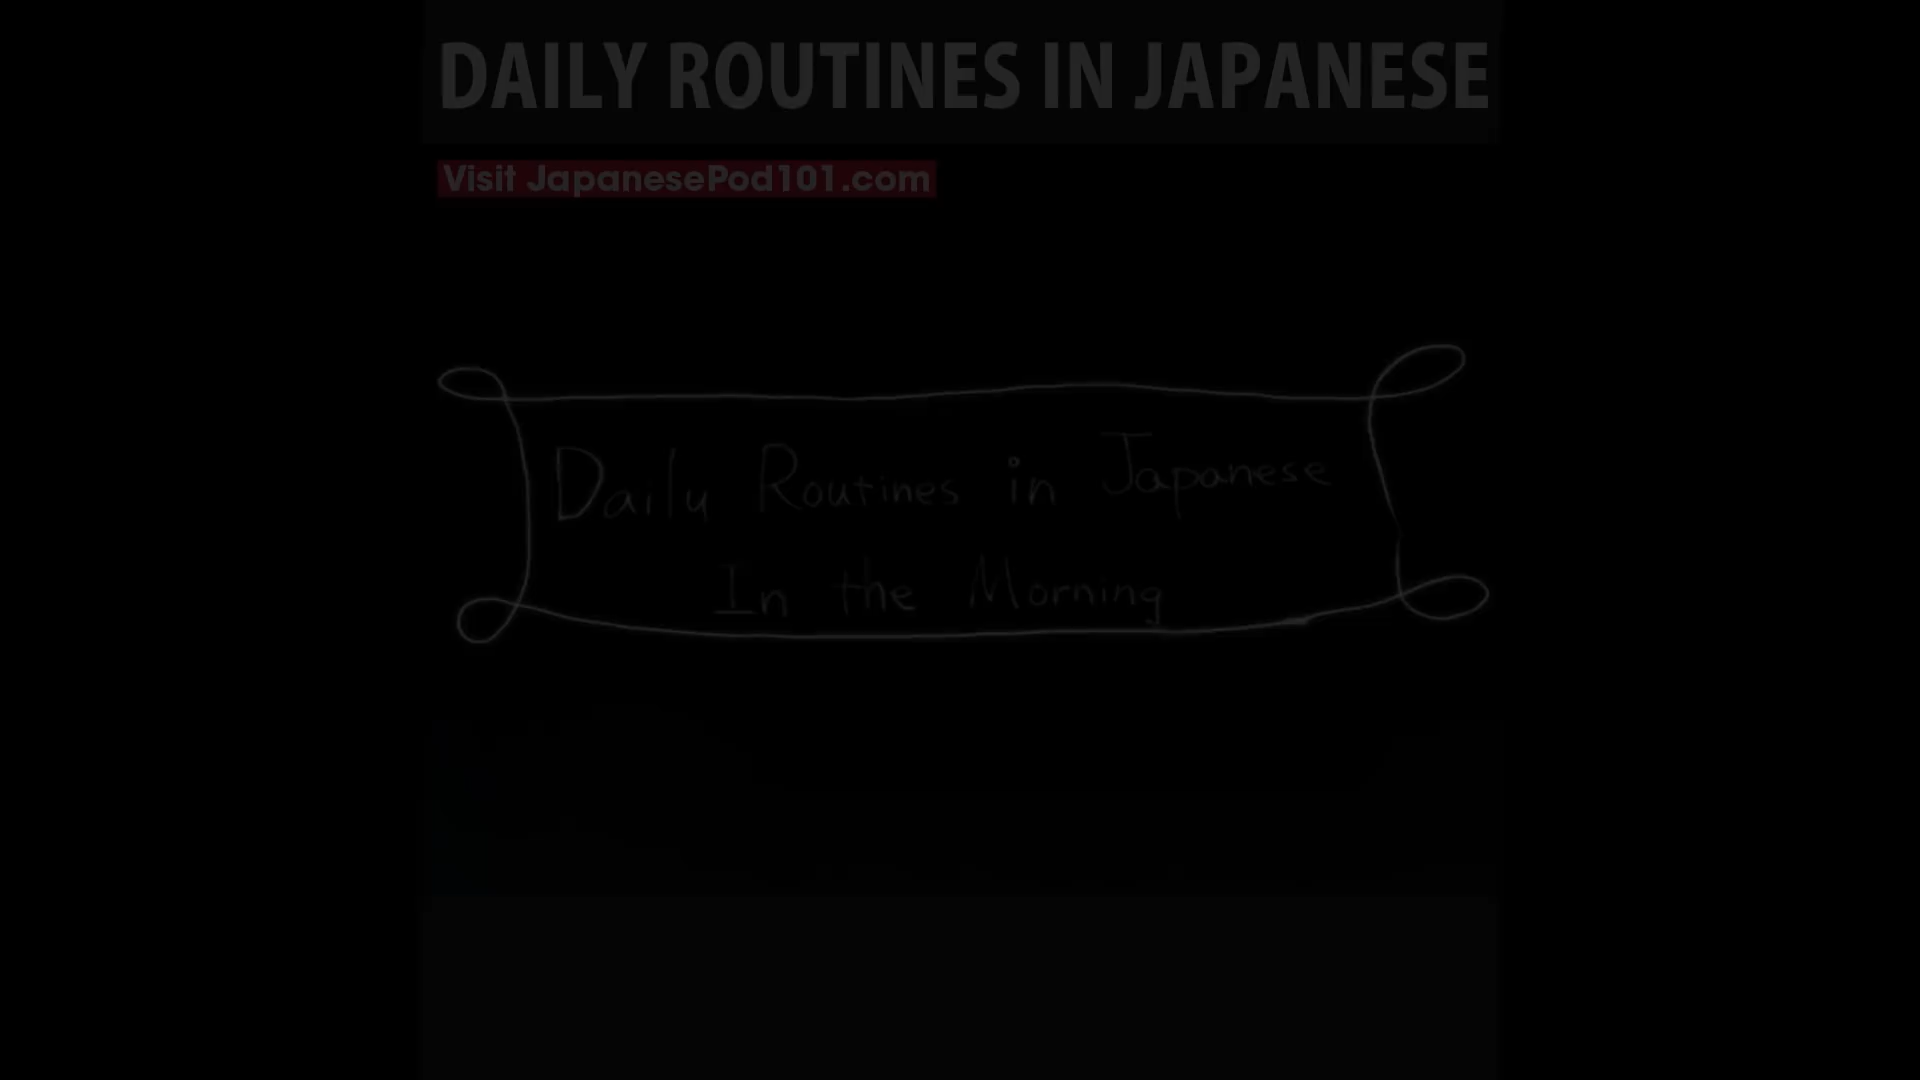 DAILY ROUTINES IN JAPANESE
Visit JapanesePod101.com
Daily Routines in Japanese
In the Morning